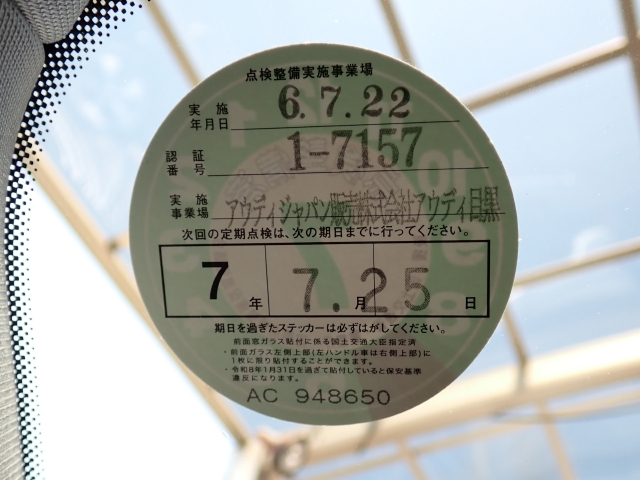 点検整備実施事業場
実施年月日 6.7.22
認証番号 1-7157
実施事業場 アウディジャパン販売株式会社アウディ目黒
次回の定期点検は、次の期日までに行ってください。
7年 7.月 25日
期日を過ぎたステッカーは必ずはがしてください。
前面窓ガラス貼付に係る国土交通大臣指定済
・前面ガラス左側上部(左ハンドル車は右側上部)に
1枚に限り貼付することができます。
・令和8年1月31日を過ぎて貼付していると保安基準
違反になります。
AC 948650